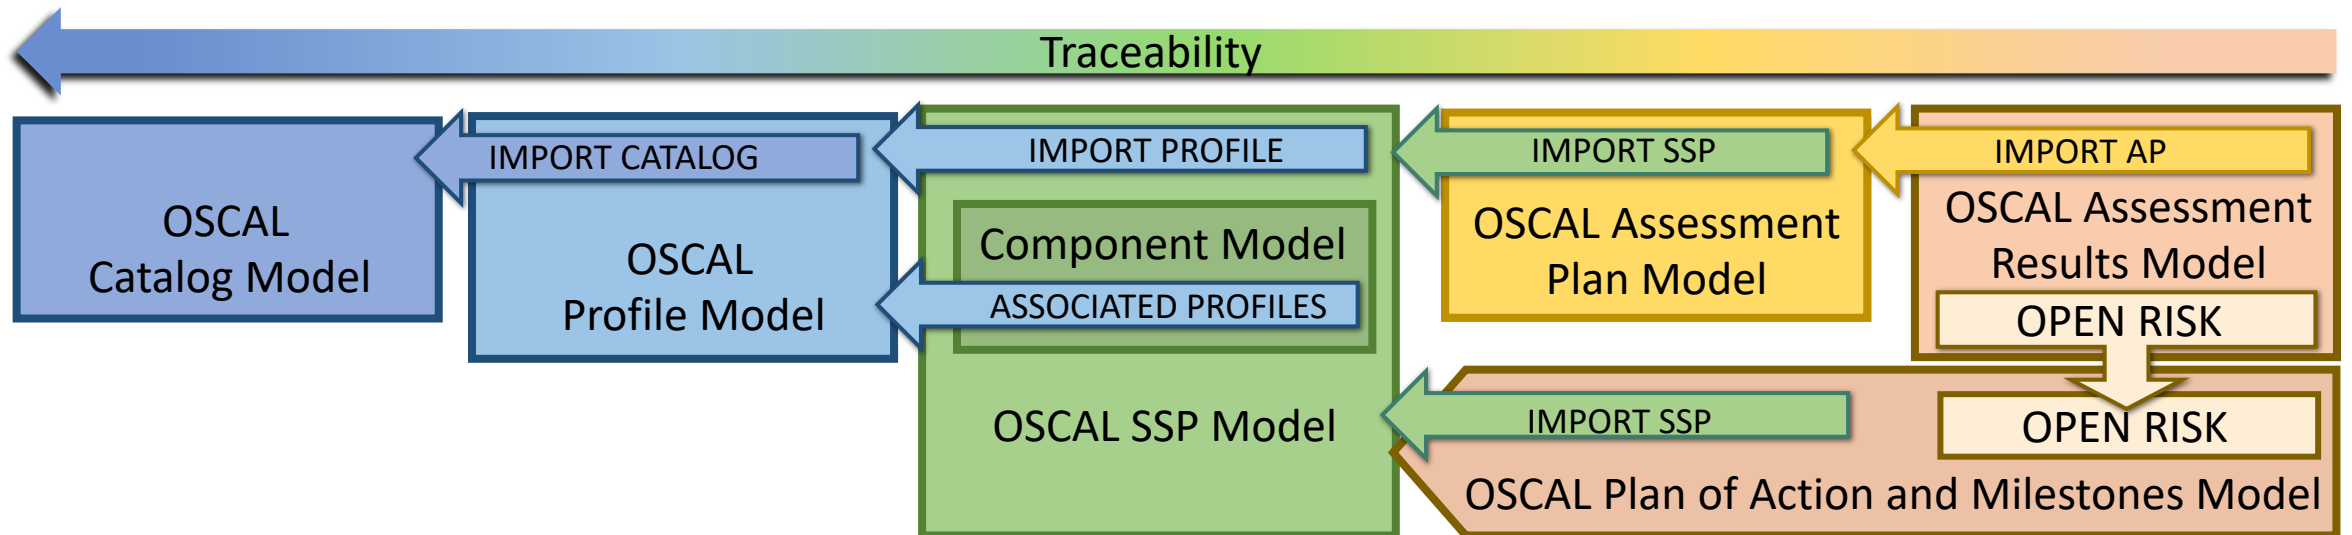 Traceability
IMPORT CATALOG
IMPORT PROFILE
IMPORT SSP
IMPORT AP
OSCAL
Catalog Model
OSCAL
Profile Model
Component Model
ASSOCIATED PROFILES
OSCAL SSP Model
OSCAL Assessment
Plan Model
OSCAL Assessment
Results Model
OPEN RISK
IMPORT SSP
OPEN RISK
OSCAL Plan of Action and Milestones Model